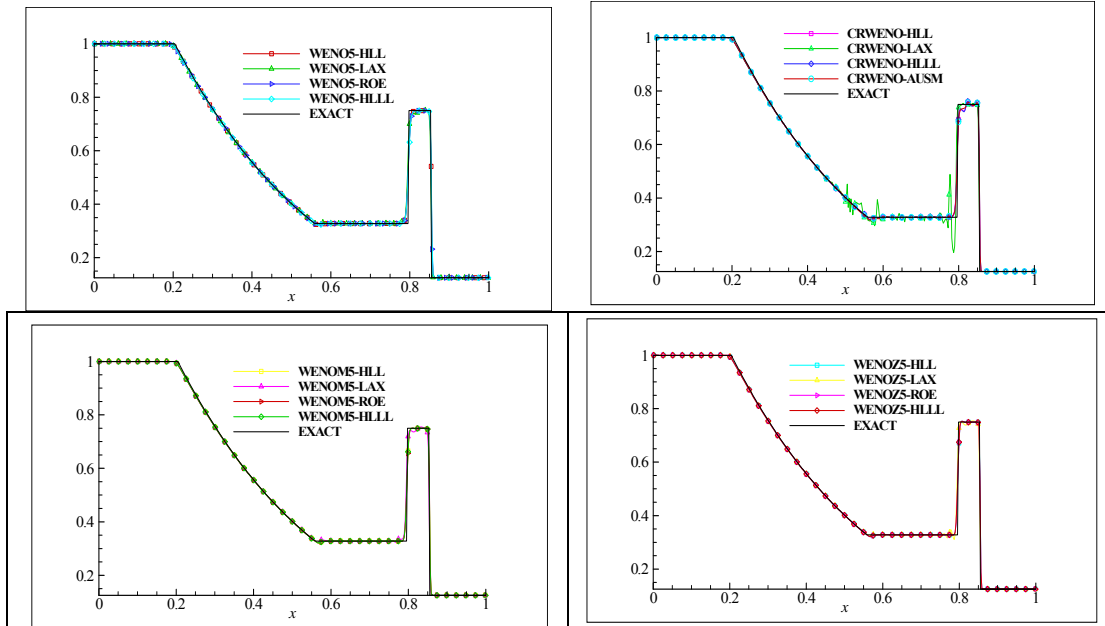 WENO5-HLL
WENO5-LAX
WENO5-ROE
WENO5-HLLL
EXACT
1
0.8
0.6
0.4
0.2
0 0.2 0.4 0.6 0.8 1
x
CRWENO-HLL
CRWENO-LAX
CRWENO-HLLL
CRWENO-AUSM
EXACT
1
0.8
0.6
0.4
0.2
0 0.2 0.4 0.6 0.8 1
x
WENOM5-HLL
WENOM5-LAX
WENOM5-ROE
WENOM5-HLLL
EXACT
1
0.8
0.6
0.4
0.2
0 0.2 0.4 0.6 0.8 1
x
WENOZ5-HLL
WENOZ5-LAX
WENOZ5-ROE
WENOZ5-HLLL
EXACT
1
0.8
0.6
0.4
0.2
0 0.2 0.4 0.6 0.8 1
x